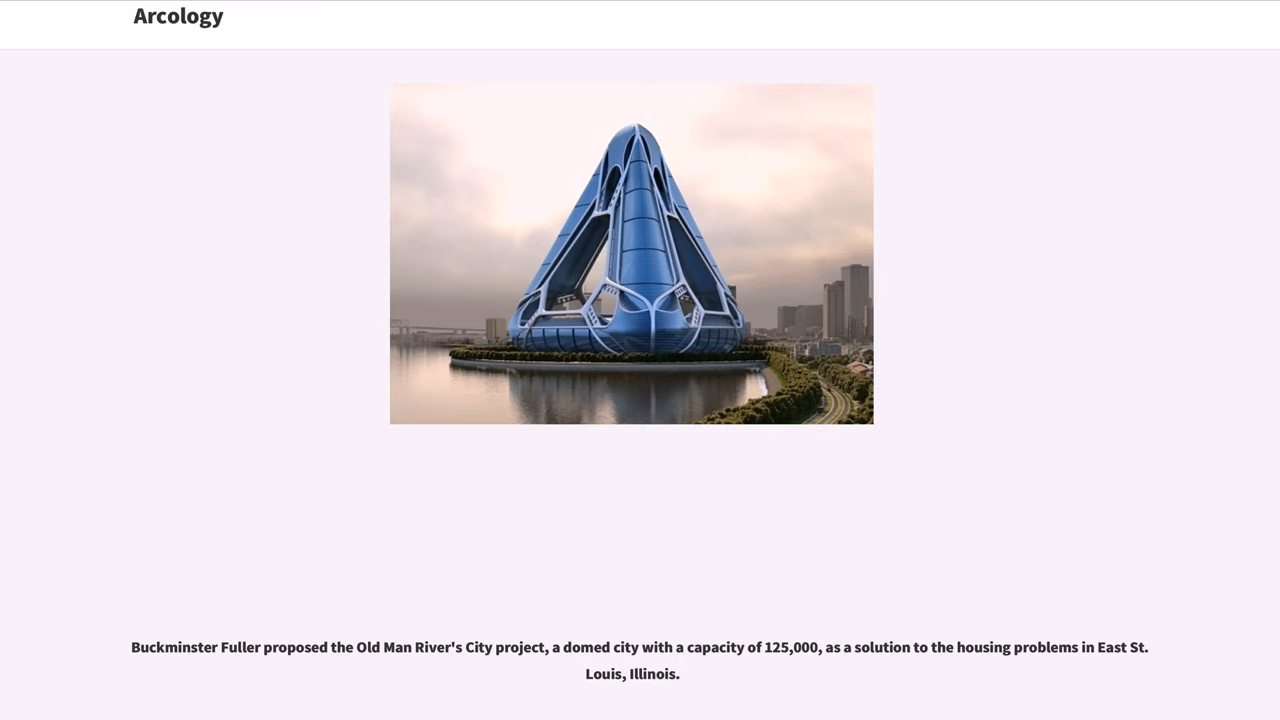 Arcology
Buckminster Fuller proposed the Old Man River's City project, a domed city with a capacity of 125,000, as a solution to the housing problems in East St.
Louis, Illinois.